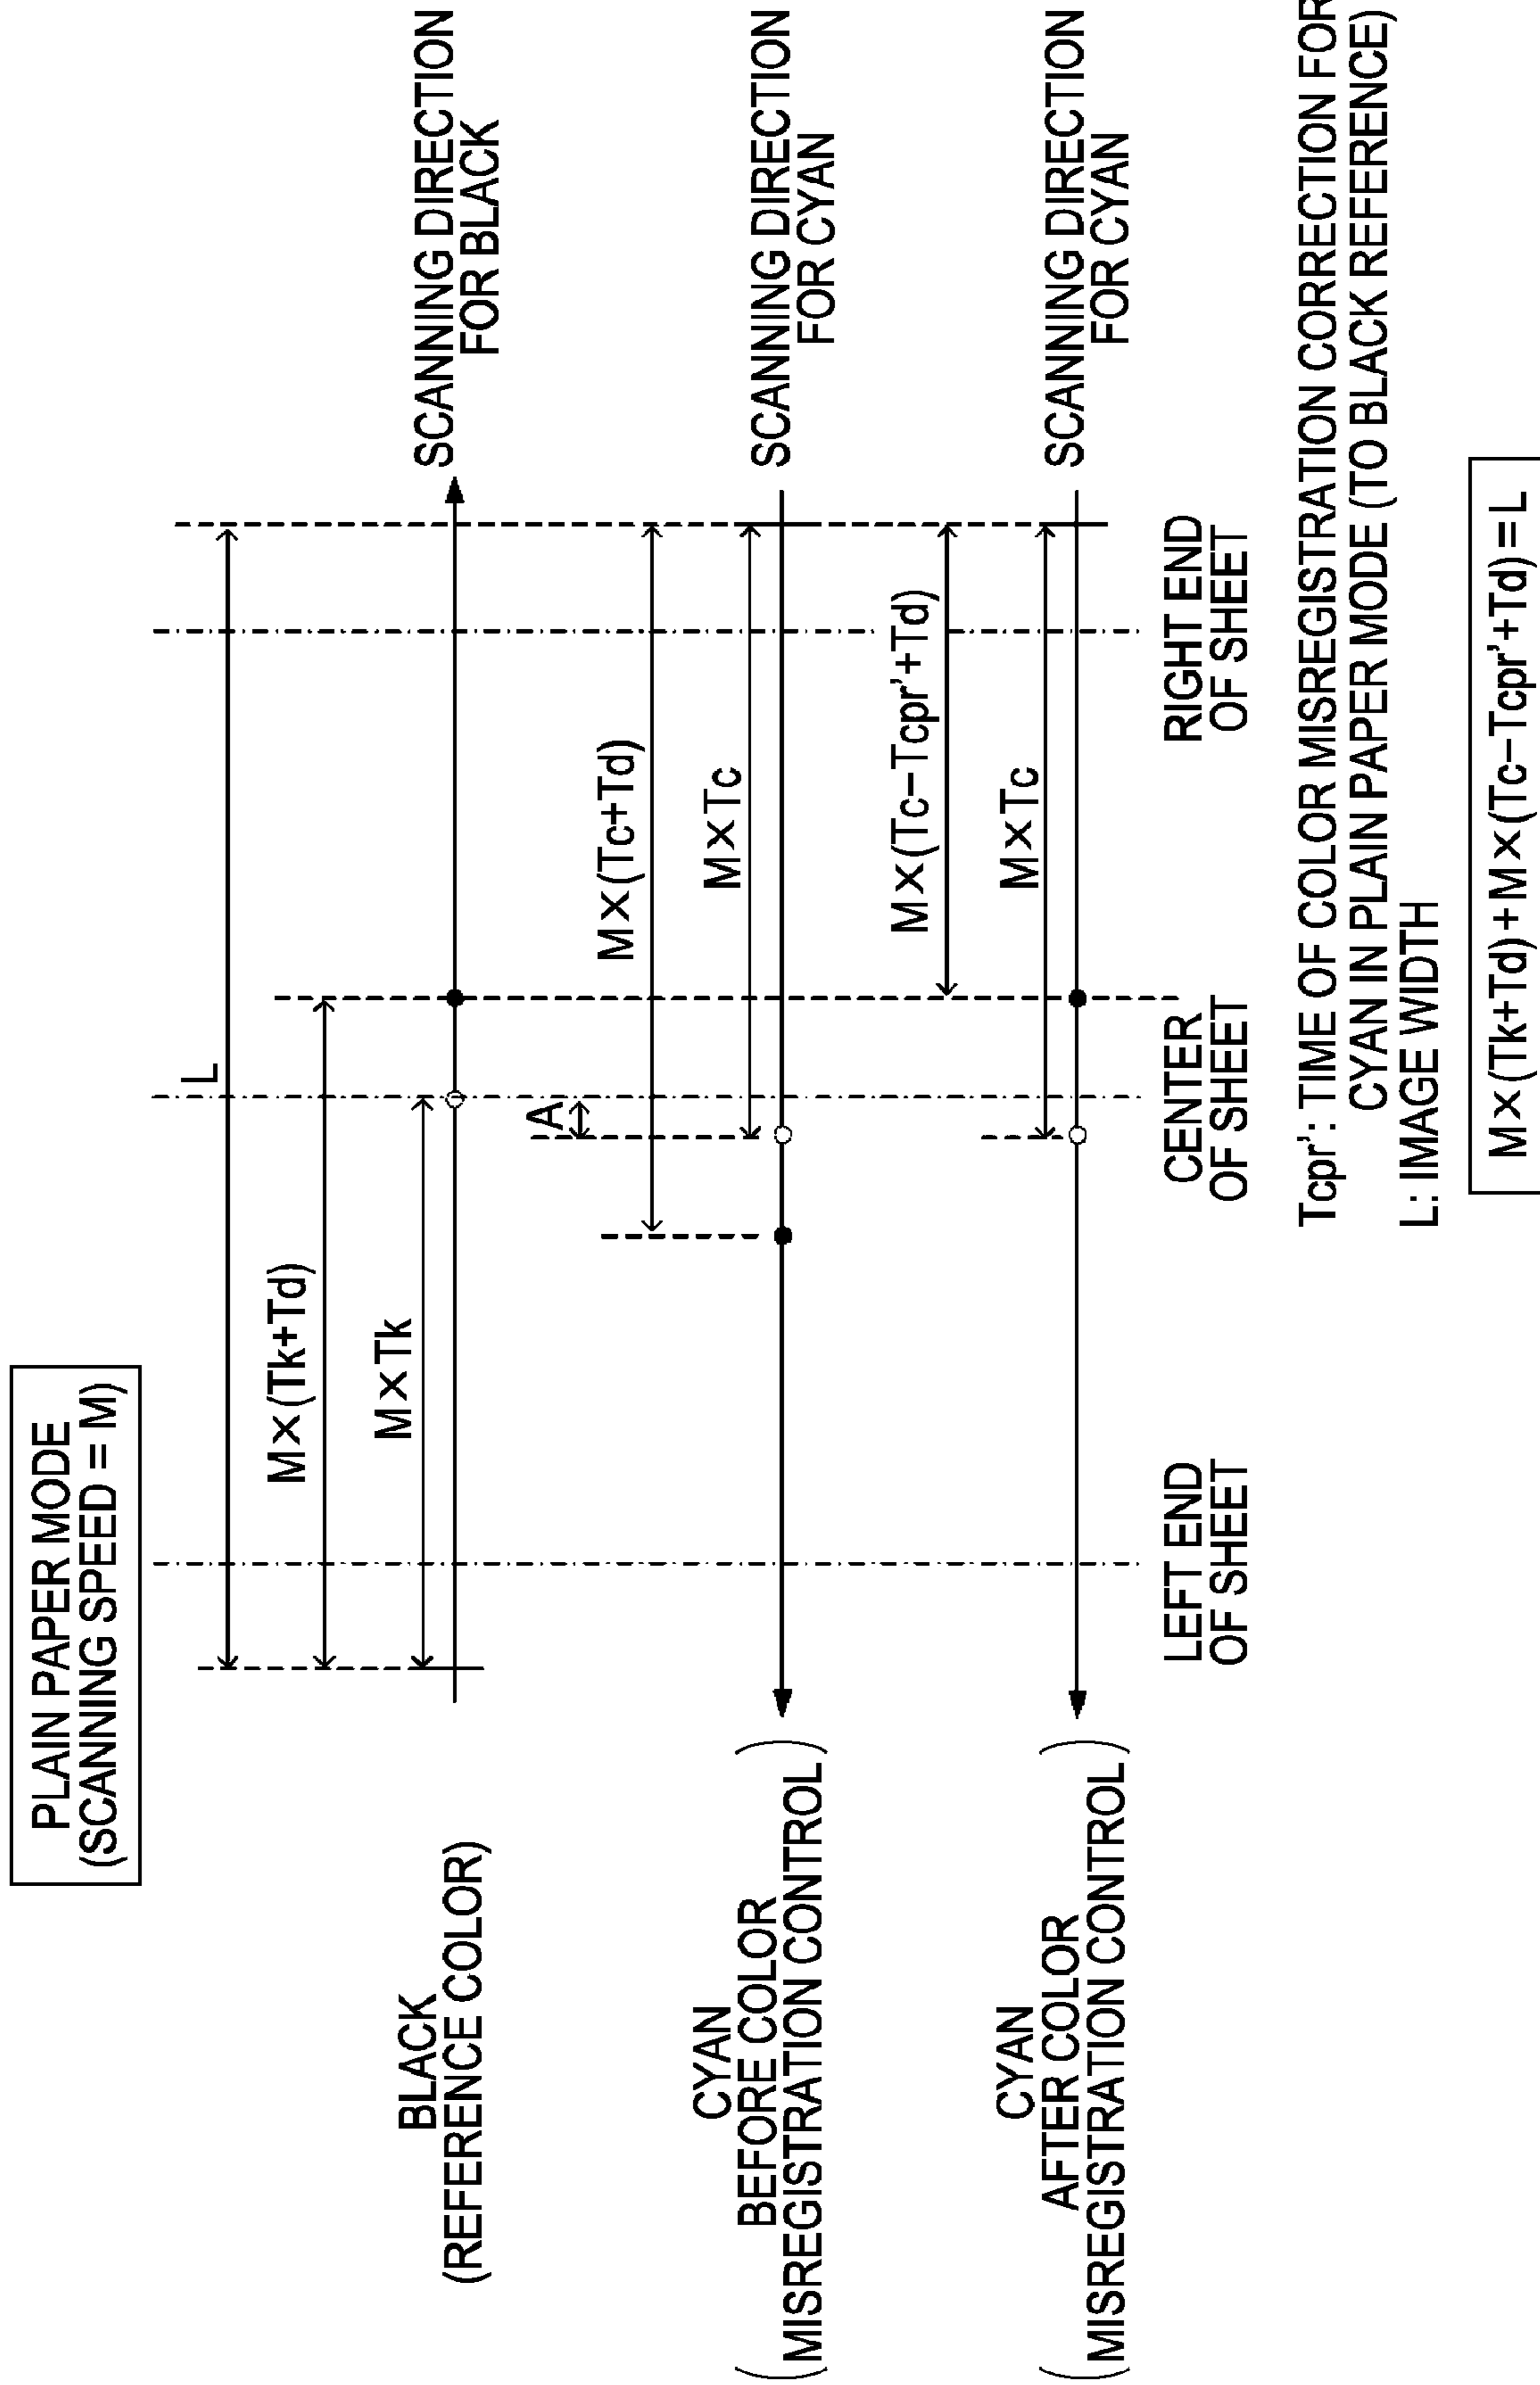 PLAIN PAPER MODE
(SCANNING SPEED = M)
L
M×(Tk+Td)
M×Tk
BLACK
(REFERENCE COLOR)
SCANNING DIRECTION
FOR BLACK
A
M×(Tc+Td)
M×Tc
CYAN
(BEFORE COLOR
MISREGISTRATION CONTROL)
SCANNING DIRECTION
FOR CYAN
M×(Tc−Tcpr'+Td)
M×Tc
CYAN
(AFTER COLOR
MISREGISTRATION CONTROL)
SCANNING DIRECTION
FOR CYAN
LEFT END
OF SHEET
CENTER
OF SHEET
RIGHT END
OF SHEET
Tcpr': TIME OF COLOR MISREGISTRATION CORRECTION FOR
CYAN IN PLAIN PAPER MODE (TO BLACK REFERENCE)
L: IMAGE WIDTH
M×(Tk+Td)+M×(Tc−Tcpr'+Td)=L